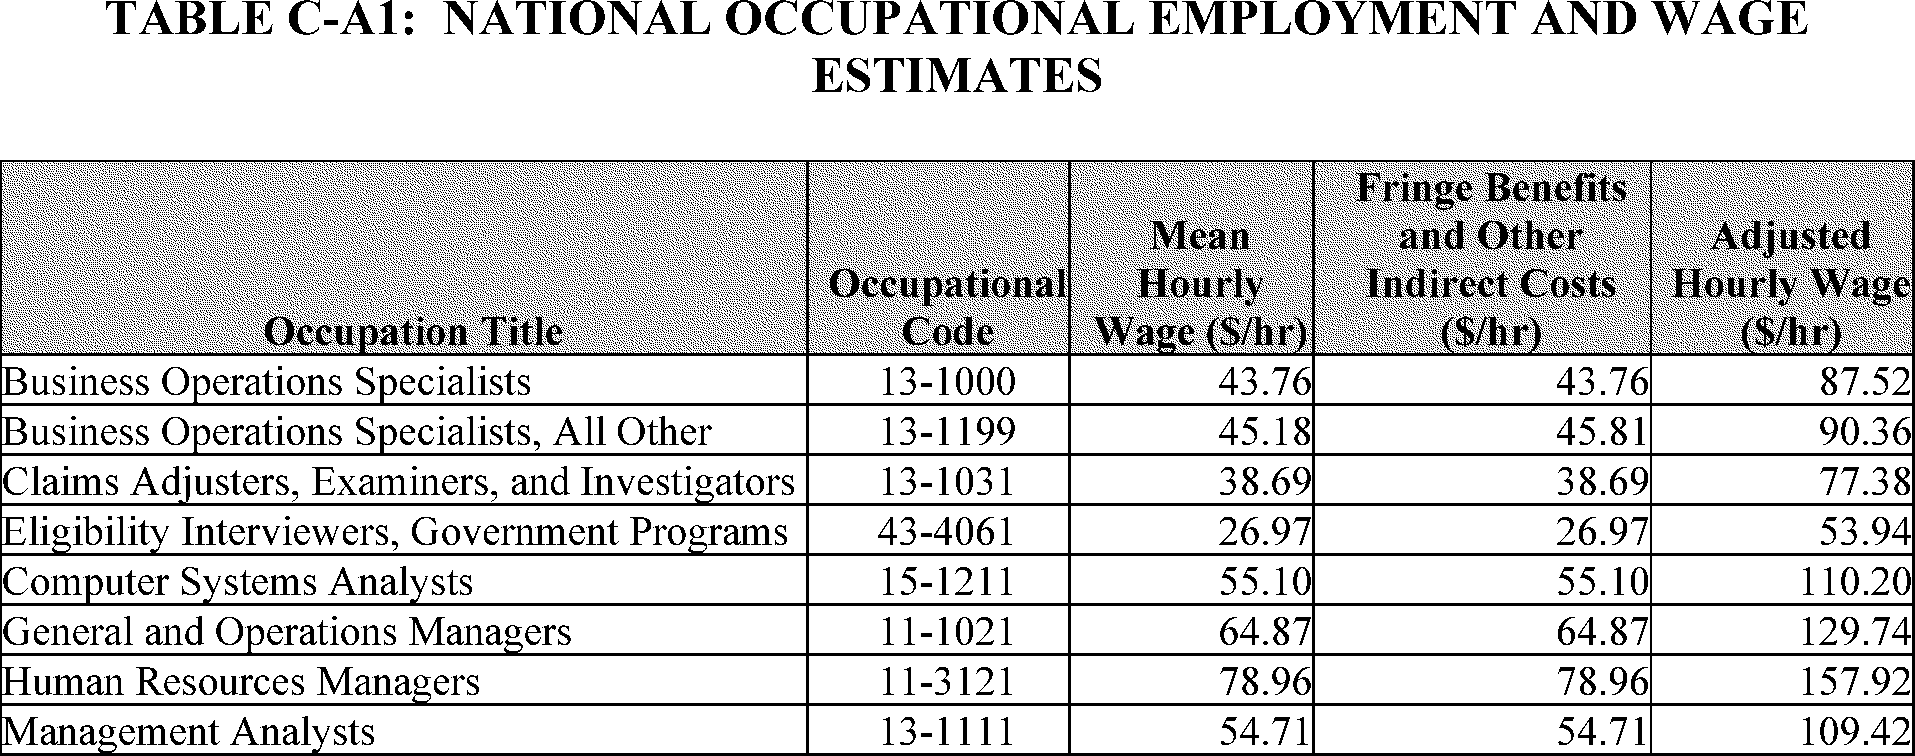 TABLE C-A1: NATIONAL OCCUPATIONAL EMPLOYMENT AND WAGE
ESTIMATES
Occupation Title
Occupational
Code
Mean
Hourly
Wage ($/hr)
Fringe Benefits
and Other
Indirect Costs
($/hr)
Adjusted
Hourly Wage
($/hr)
Business Operations Specialists 13-1000 43.76 43.76 87.52
Business Operations Specialists, All Other 13-1199 45.18 45.81 90.36
Claims Adjusters, Examiners, and Investigators 13-1031 38.69 38.69 77.38
Eligibility Interviewers, Government Programs 43-4061 26.97 26.97 53.94
Computer Systems Analysts 15-1211 55.10 55.10 110.20
General and Operations Managers 11-1021 64.87 64.87 129.74
Human Resources Managers 11-3121 78.96 78.96 157.92
Management Analysts 13-1111 54.71 54.71 109.42